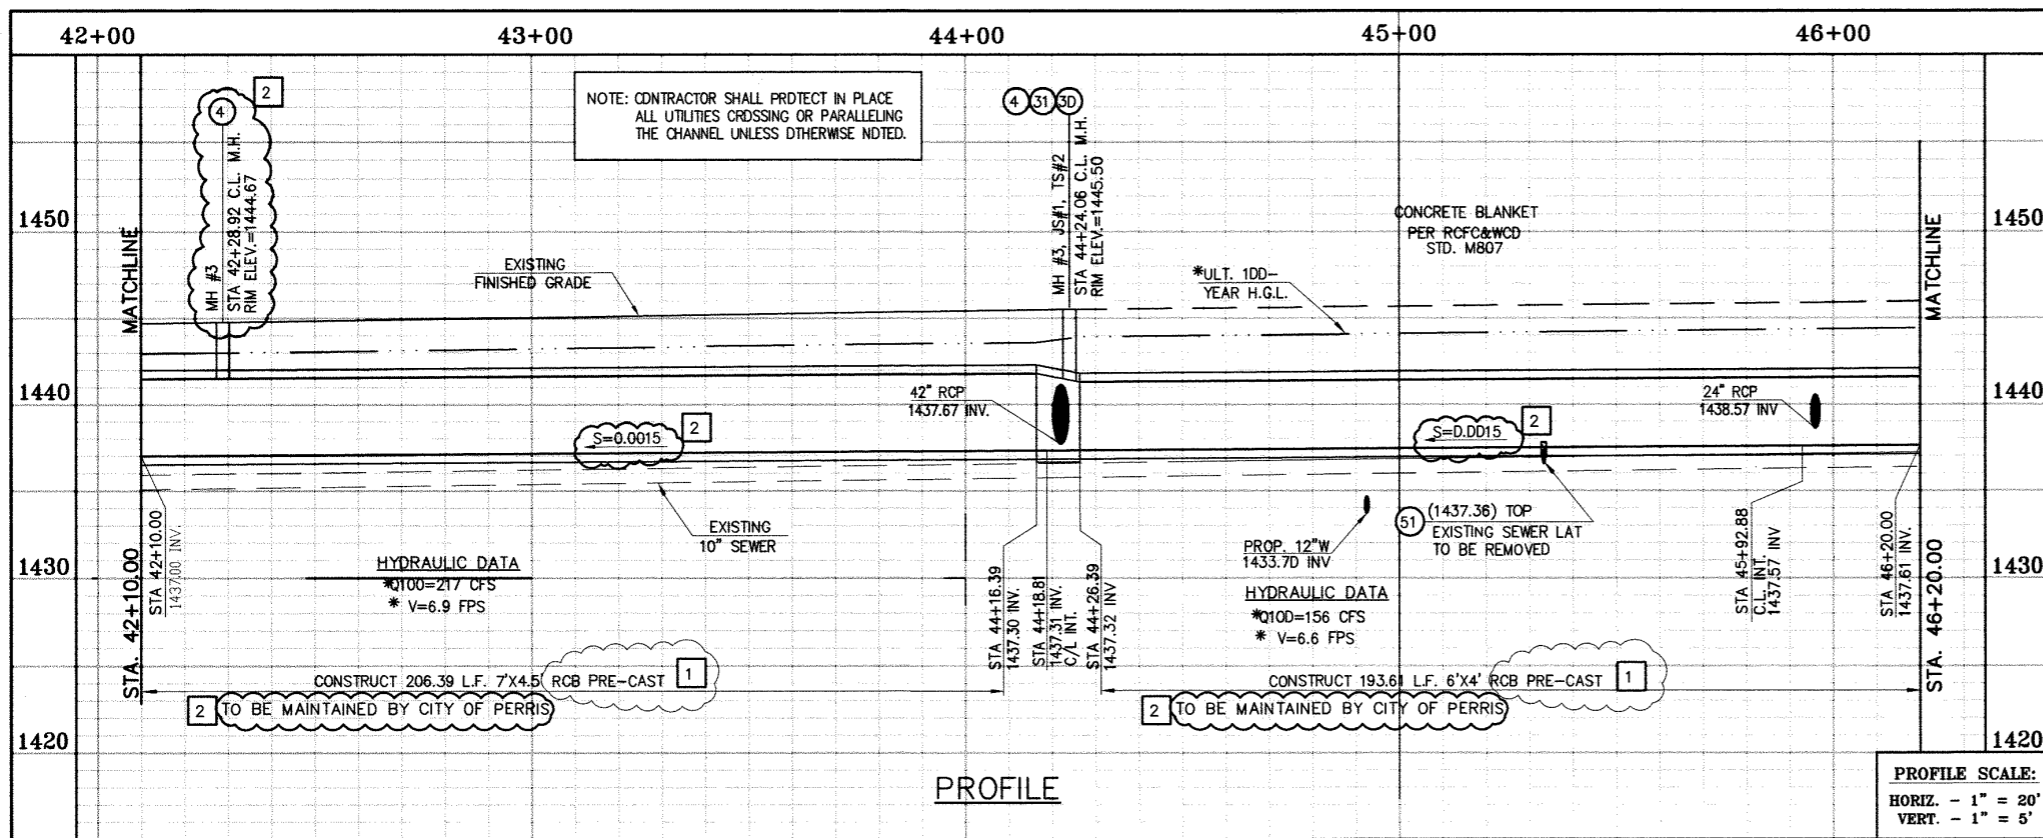 42+00
43+00
44+00
45+00
46+00
2
4
MH #3
STA 42+28.92 C.L. M.H.
RIM ELEV.=1444.67
NOTE: CONTRACTOR SHALL PROTECT IN PLACE
ALL UTILITIES CROSSING OR PARALLELING
THE CHANNEL UNLESS OTHERWISE NOTED.
4
31
3D
MH #3, JS#1, TS#2
STA 44+24.06 C.L. M.H.
RIM ELEV.=1445.50
1450
1450
MATCHLINE
MATCHLINE
CONCRETE BLANKET
PER RCFC&WCD
STD. M807
EXISTING
FINISHED GRADE
*ULT. 1DD-
YEAR H.G.L.
1440
1440
42" RCP
1437.67 INV.
24" RCP
1438.57 INV
S=0.0015
2
S=D.DD15
2
EXISTING
10" SEWER
51
(1437.36) TOP
EXISTING SEWER LAT
TO BE REMOVED
PROP. 12"W
1433.7D INV
1430
1430
STA. 42+10.00
STA 42+10.00
1437.00 INV.
HYDRAULIC DATA
*Q100=217 CFS
* V=6.9 FPS
STA 44+16.39
1437.30 INV.
STA 44+18.81
1437.31 INV.
C/L INT.
STA 44+26.39
1437.32 INV
HYDRAULIC DATA
*Q10D=156 CFS
* V=6.6 FPS
STA 45+92.88
C.L. INT.
1437.57 INV
STA 46+20.00
1437.61 INV.
STA. 46+20.00
CONSTRUCT 206.39 L.F. 7'X4.5' RCB PRE-CAST
1
2
TO BE MAINTAINED BY CITY OF PERRIS
CONSTRUCT 193.61 L.F. 6'X4' RCB PRE-CAST
1
2
TO BE MAINTAINED BY CITY OF PERRIS
1420
1420
PROFILE
PROFILE SCALE:
HORIZ. - 1" = 20'
VERT. - 1" = 5'